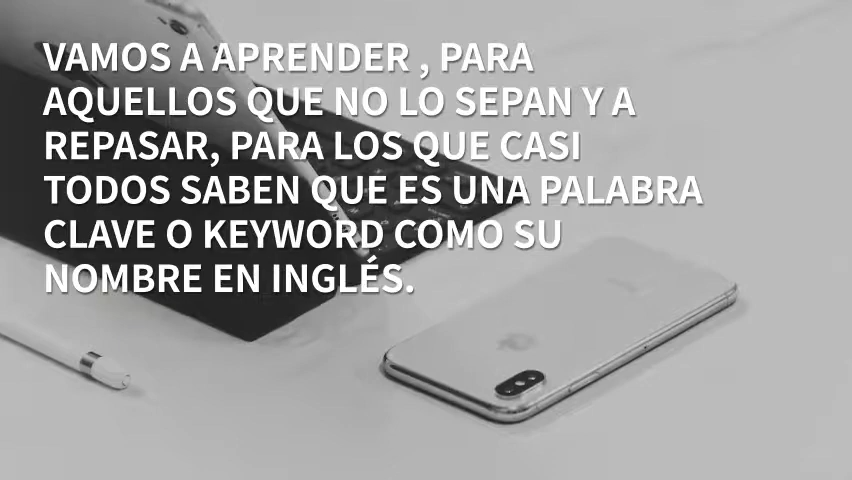 VAMOS A APRENDER , PARA
AQUELLOS QUE NO LO SEPAN Y A
REPASAR, PARA LOS QUE CASI
TODOS SABEN QUE ES UNA PALABRA
CLAVE O KEYWORD COMO SU
NOMBRE EN INGLÉS.